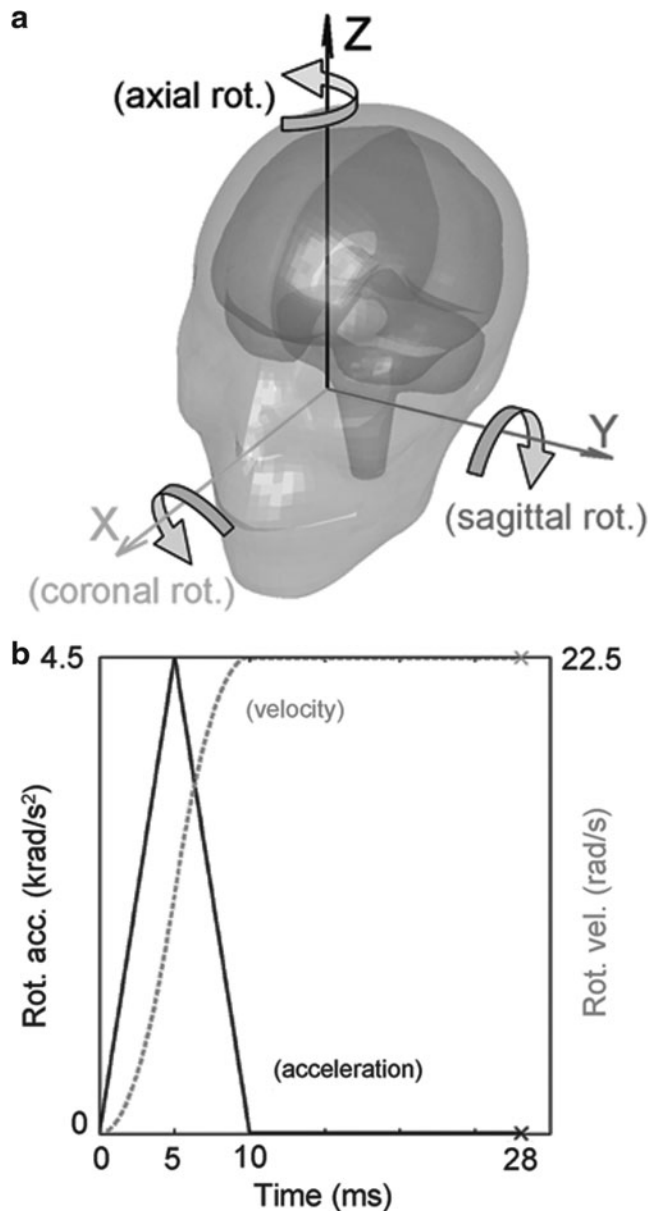 a
Z
(axial rot.)
Y
(sagittal rot.)
X
(coronal rot.)
b
4.5
22.5
(velocity)
Rot. acc. (krad/s²)
Rot. vel. (rad/s)
(acceleration)
0
0 5 10 28
Time (ms)